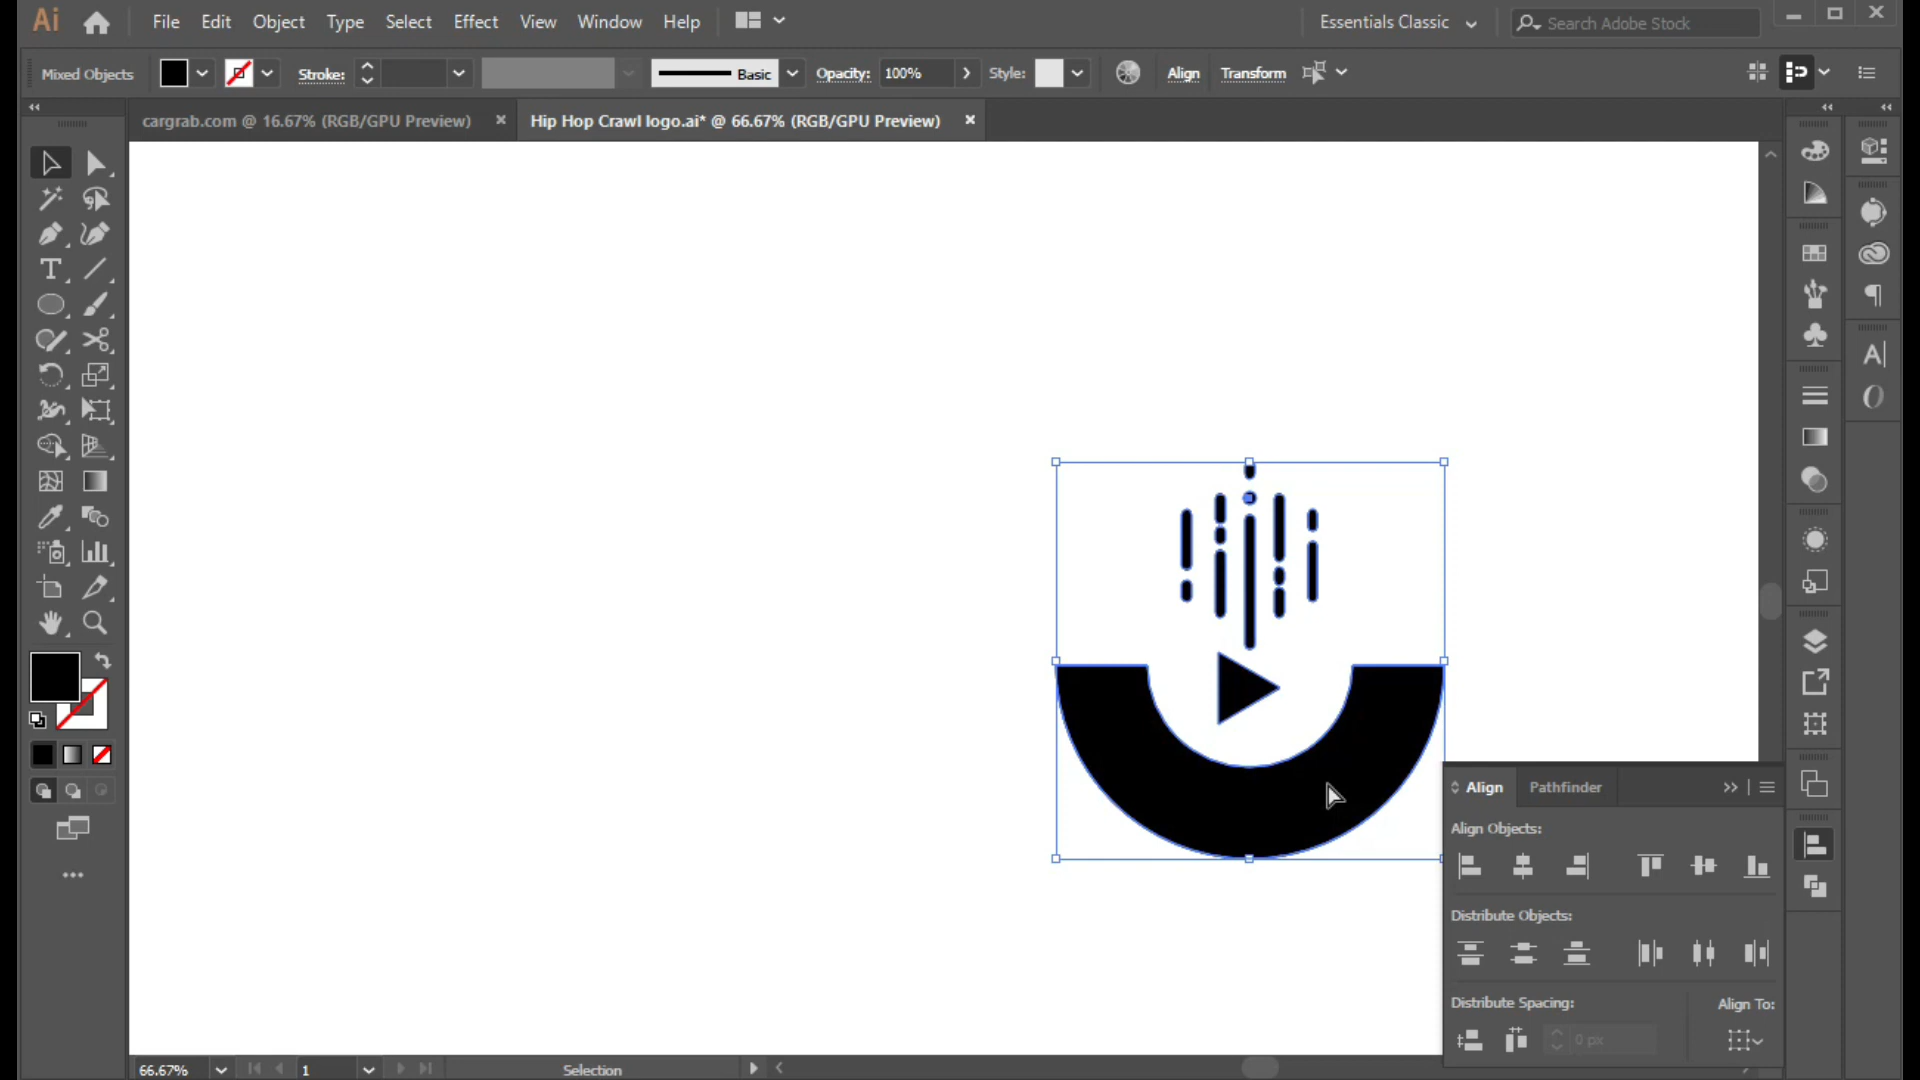 Ai File Edit Object Type Select Effect View Window Help Essentials Classic Search Adobe Stock
Mixed Objects Stroke: Basic Opacity: 100% Style: Align Transform
cargrab.com @ 16.67% (RGB/GPU Preview) × Hip Hop Crawl logo.ai* @ 66.67% (RGB/GPU Preview) ×
Align Pathfinder
Align Objects:
Distribute Objects:
Distribute Spacing: Align To:
0 px
66.67% 1 Selection